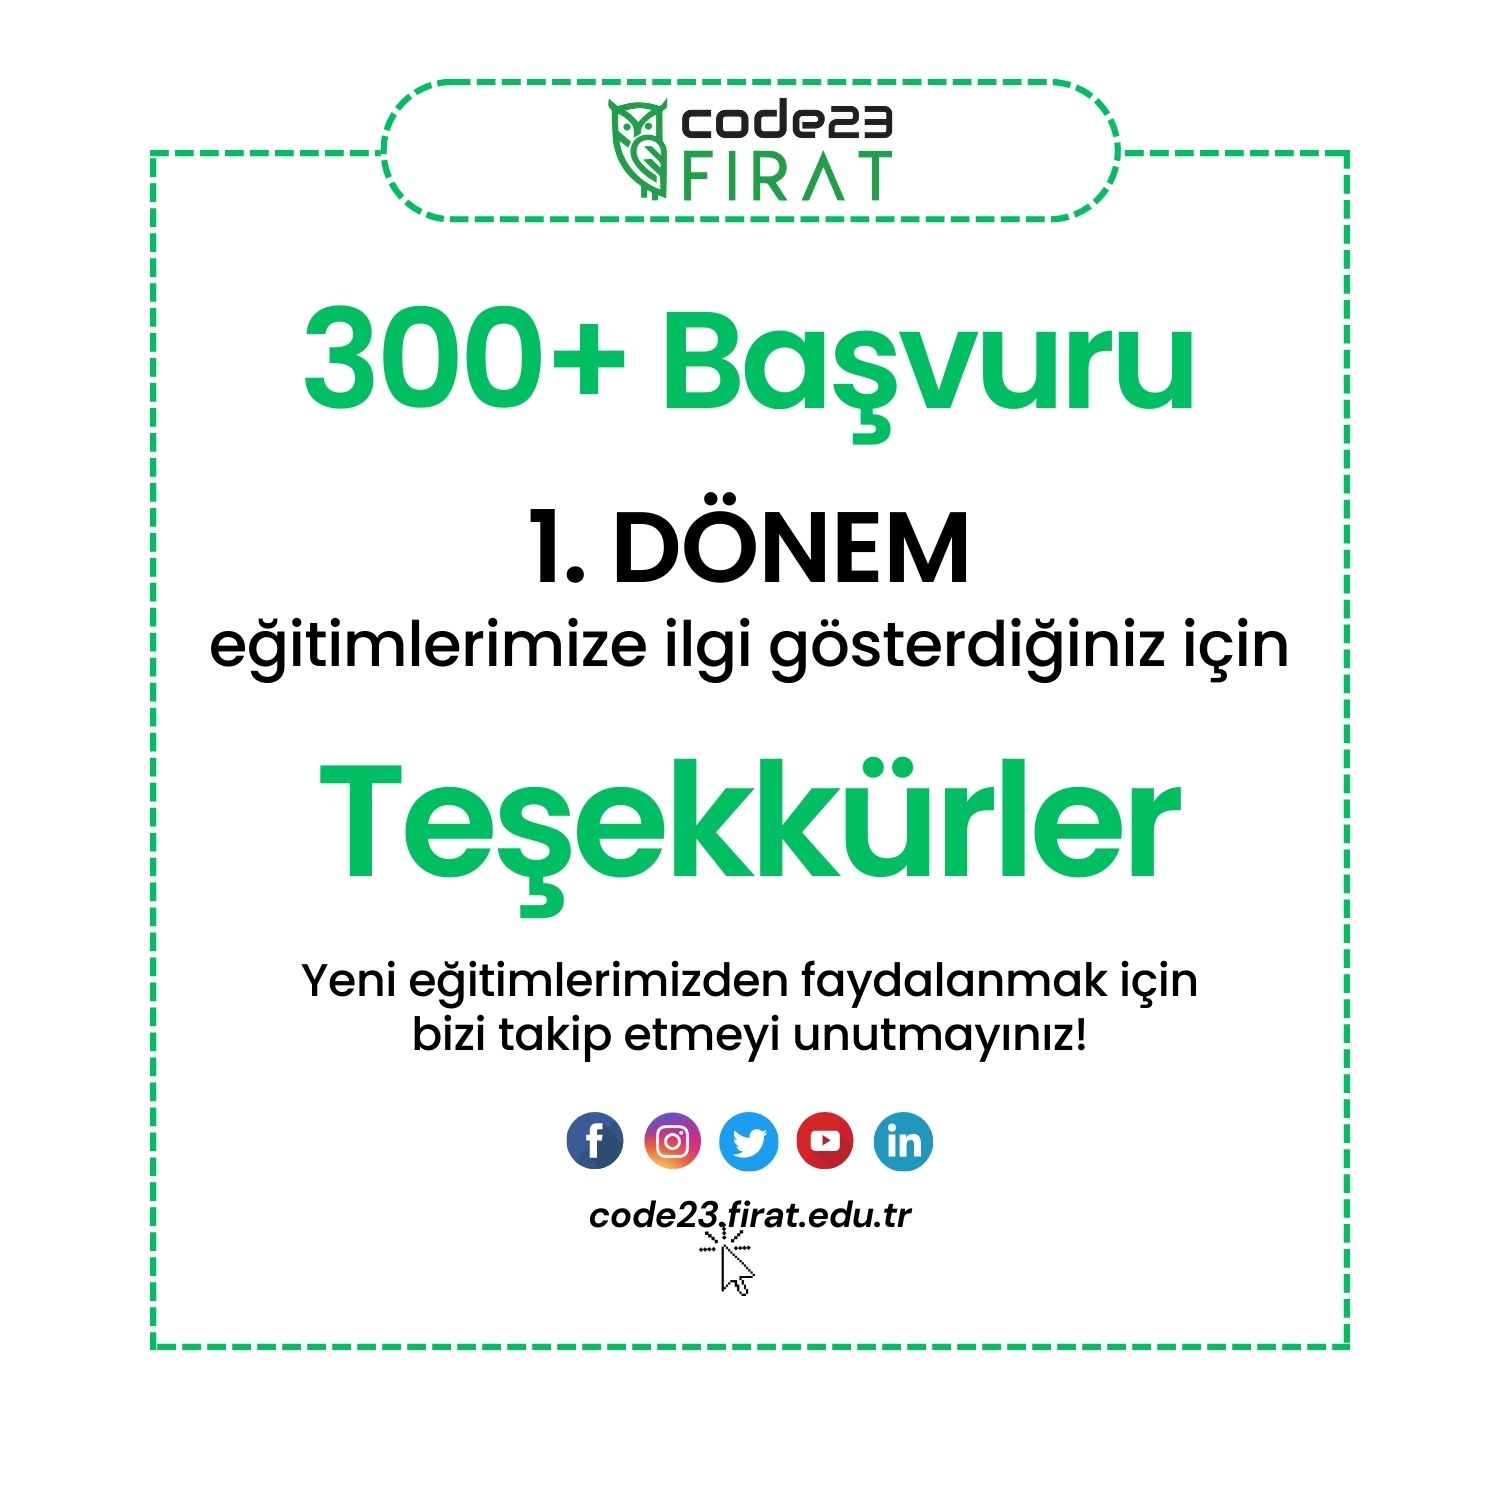 code23
FIRAT
300+ Başvuru
1. DÖNEM
eğitimlerimize ilgi gösterdiğiniz için
Teşekkürler
Yeni eğitimlerimizden faydalanmak için
bizi takip etmeyi unutmayınız!
code23.firat.edu.tr